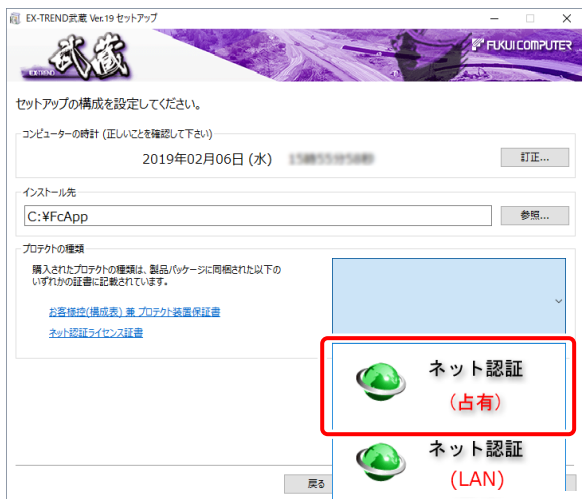 EX-TREND武蔵 Ver.19 セットアップ
EX-TREND
武蔵
FUKUI COMPUTER
セットアップの構成を設定してください。
コンピューターの時計 (正しいことを確認して下さい)
2019年02月06日 (水)
訂正...
インストール先
C:¥FcApp
参照...
プロテクトの種類
購入されたプロテクトの種類は、製品パッケージに同梱された以下の
いずれかの証書に記載されています。
お客様控(構成表) 兼 プロテクト装置保証書
ネット認証ライセンス証書
ネット認証
(占有)
ネット認証
(LAN)
戻る